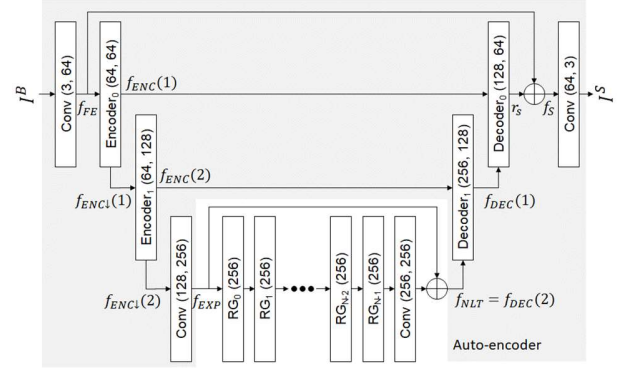 I^B
Conv (3, 64)
f_FE
Encoder_0 (64, 64)
f_ENC(1)
Decoder_0 (128, 64)
r_s
f_S
Conv (64, 3)
I^S
f_ENC↓(1)
Encoder_1 (64, 128)
f_ENC(2)
Decoder_1 (256, 128)
f_DEC(1)
f_ENC↓(2)
Conv (128, 256)
f_EXP
RG_0 (256)
RG_1 (256)
RG_N-2 (256)
RG_N-1 (256)
Conv (256, 256)
f_NLT = f_DEC(2)
Auto-encoder